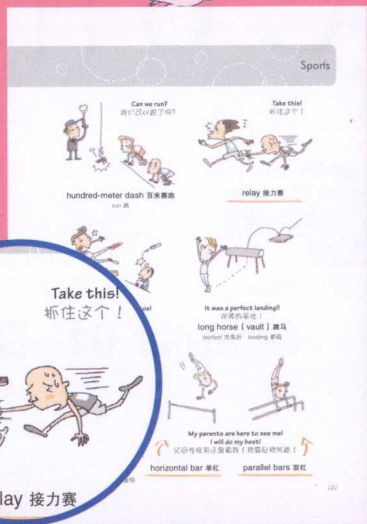 Sports
Can we run?
我们可以跑了吗?
hundred-meter dash 百米赛跑
run 跑
Take this!
抓住这个！
relay 接力赛
It was a perfect landing!!
完美的着地！
long horse (vault) 跳马
perfect 完美的 landing 着陆
My parents are here to see me!
I will do my best!
horizontal bar 单杠
parallel bars 双杠
Take this!
抓住这个！
lay 接力赛